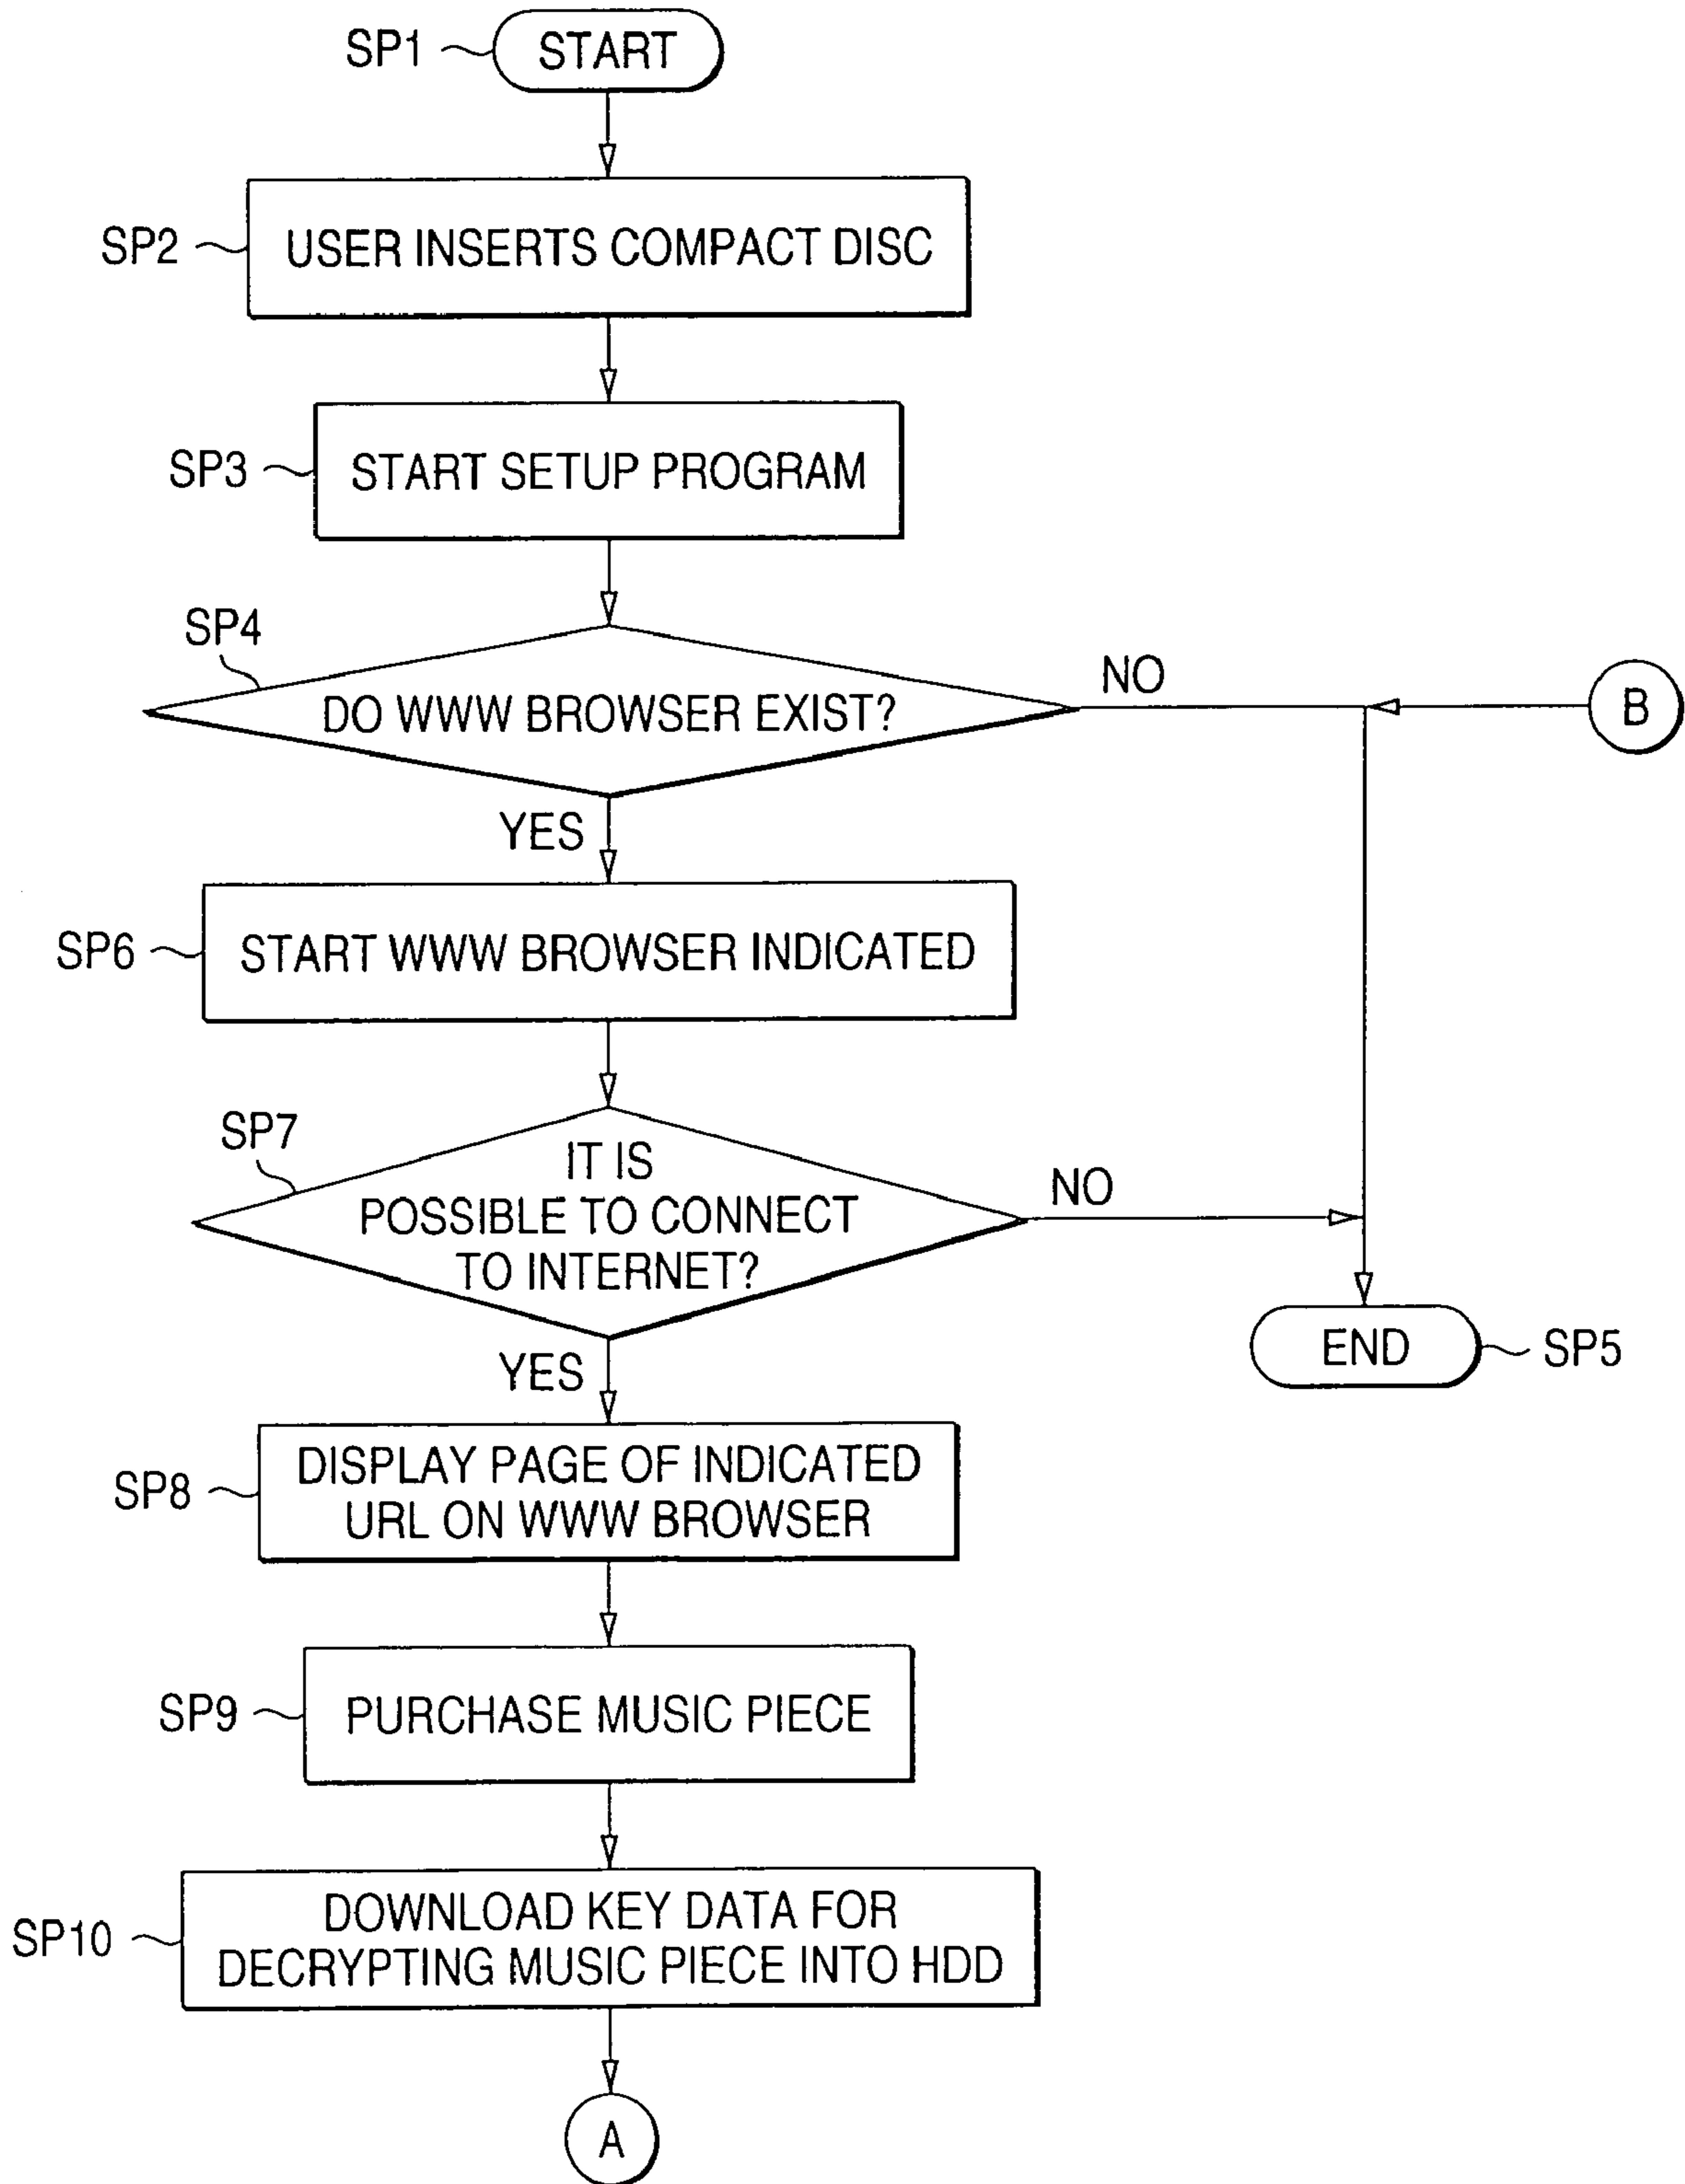 SP1
START
SP2
USER INSERTS COMPACT DISC
SP3
START SETUP PROGRAM
SP4
DO WWW BROWSER EXIST?
NO
B
YES
SP6
START WWW BROWSER INDICATED
SP7
IT IS
POSSIBLE TO CONNECT
TO INTERNET?
NO
END
SP5
YES
SP8
DISPLAY PAGE OF INDICATED
URL ON WWW BROWSER
SP9
PURCHASE MUSIC PIECE
SP10
DOWNLOAD KEY DATA FOR
DECRYPTING MUSIC PIECE INTO HDD
A